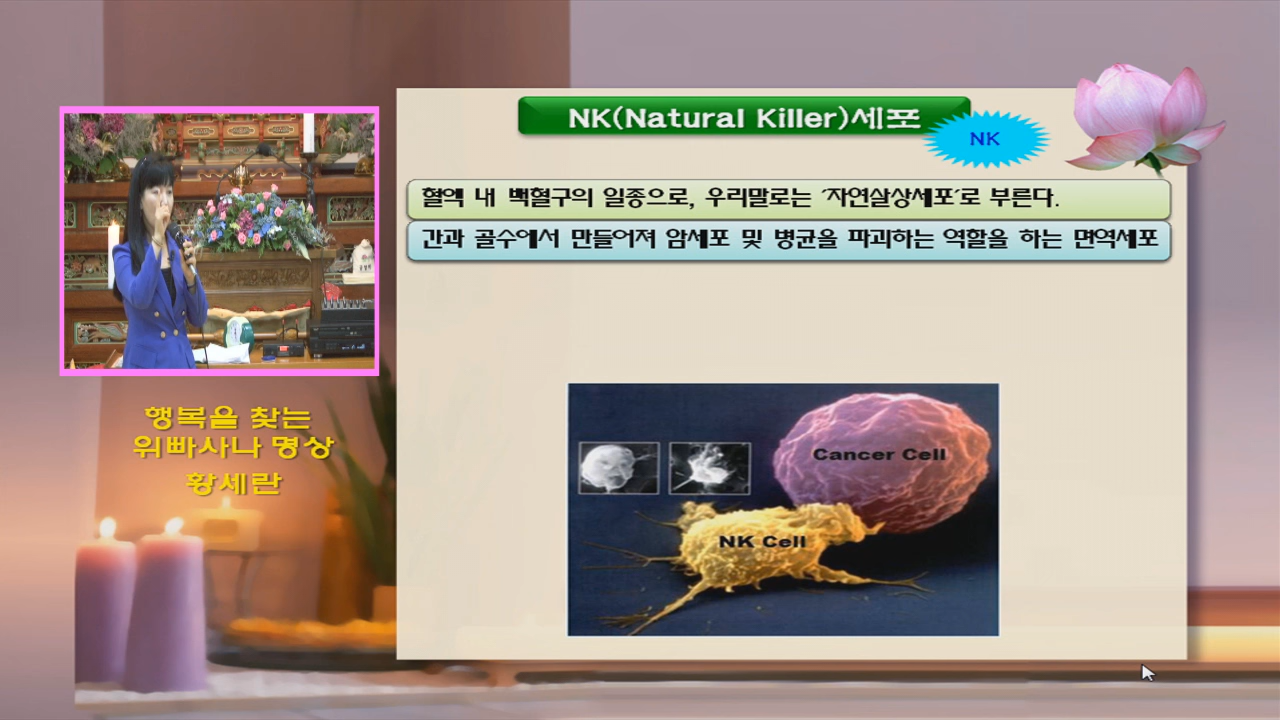 NK(Natural Killer)세포
NK
혈액 내 백혈구의 일종으로, 우리말로는 '자연살상세포'로 부른다.
간과 골수에서 만들어져 암세포 및 병균을 파괴하는 역할을 하는 면역세포
Cancer Cell
NK Cell
행복을 찾는
위빠사나 명상
황세란